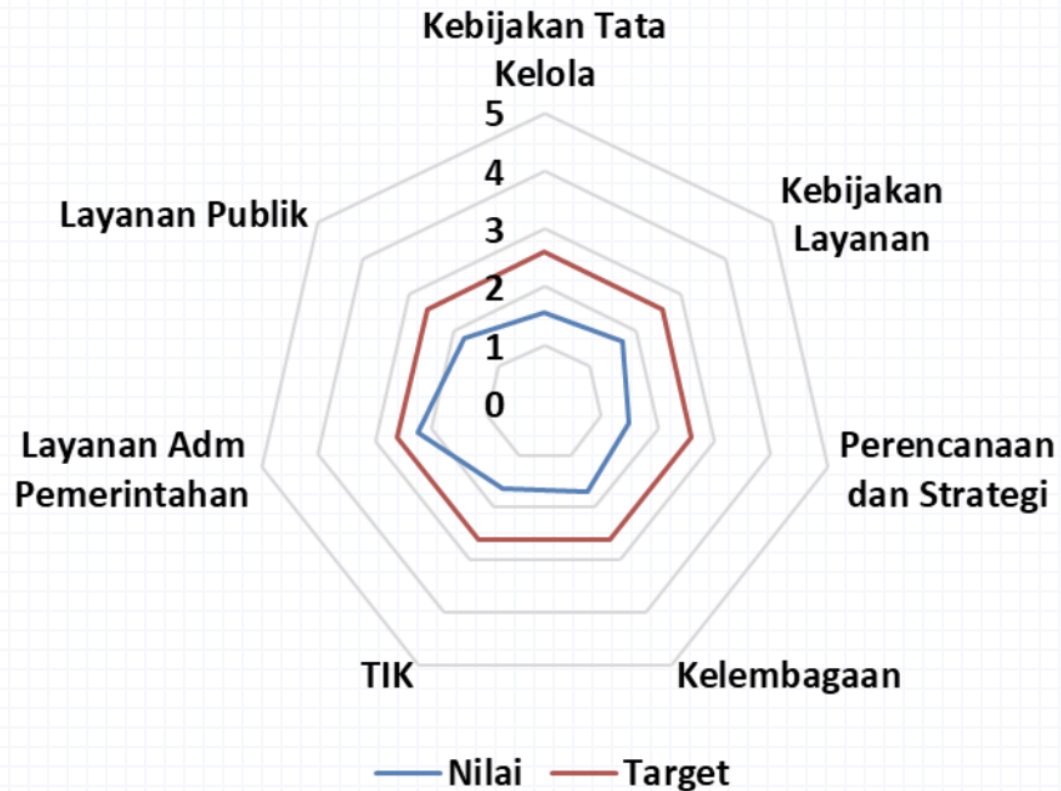 Kebijakan Tata
Kelola
5
4
3
2
1
0
Kebijakan
Layanan
Perencanaan
dan Strategi
Kelembagaan
TIK
Layanan Adm
Pemerintahan
Layanan Publik
Nilai
Target